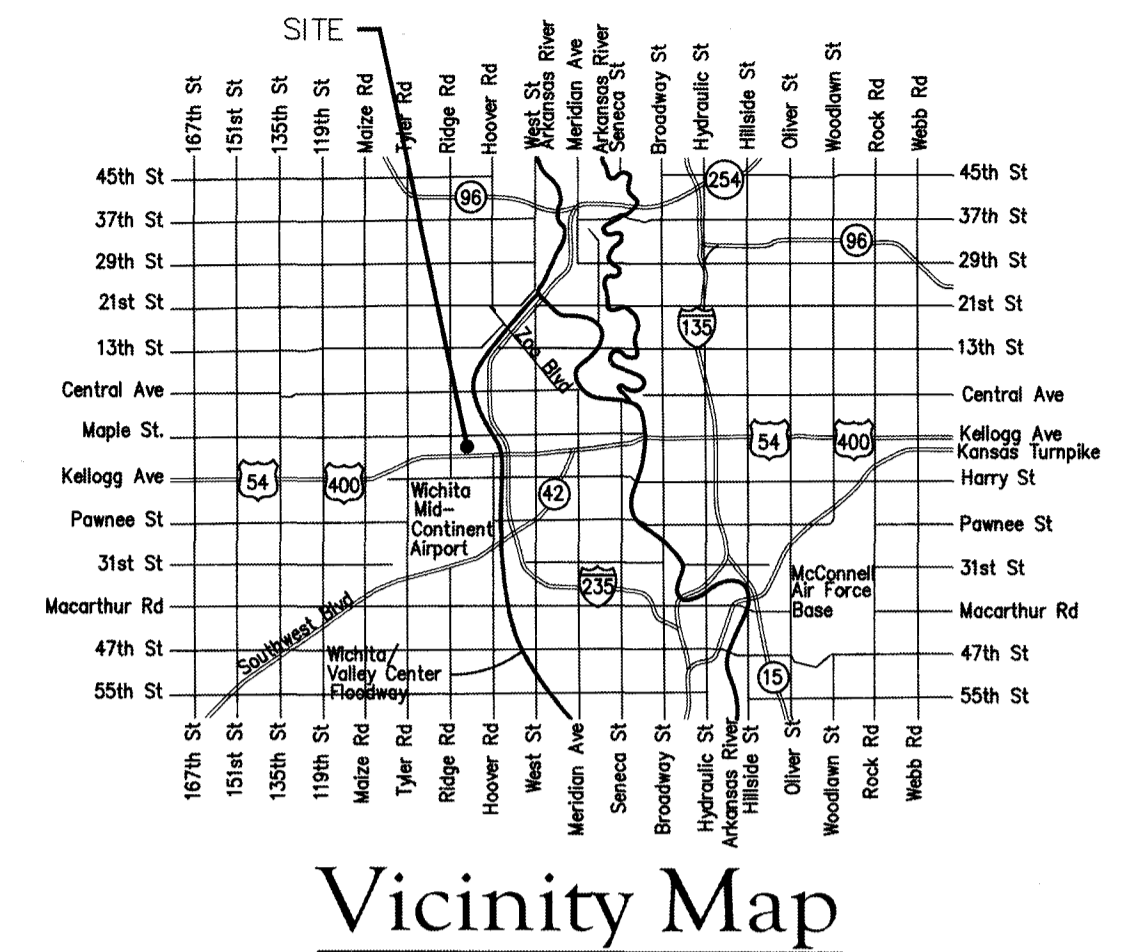 SITE
167th St
151st St
135th St
119th St
Maize Rd
Tyler Rd
Ridge Rd
Hoover Rd
West St
Arkansas River
Meridian Ave
Arkansas River
Seneca St
Broadway St
Hydraulic St
Hillside St
Oliver St
Woodlawn St
Rock Rd
Webb Rd
45th St
37th St
29th St
21st St
13th St
Central Ave
Maple St.
Kellogg Ave
Pawnee St
31st St
Macarthur Rd
47th St
55th St
96
254
96
135
Zoo Blvd
54
400
54
400
42
Wichita
Mid-
Continent
Airport
235
McConnell
Air Force
Base
Southwest Blvd
Wichita/
Valley Center
Floodway
15
45th St
37th St
29th St
21st St
13th St
Central Ave
Kellogg Ave
Kansas Turnpike
Harry St
Pawnee St
31st St
Macarthur Rd
47th St
55th St
167th St
151st St
135th St
119th St
Maize Rd
Tyler Rd
Ridge Rd
Hoover Rd
West St
Meridian Ave
Seneca St
Broadway St
Hydraulic St
Arkansas River
Hillside St
Oliver St
Woodlawn St
Rock Rd
Webb Rd
Vicinity Map